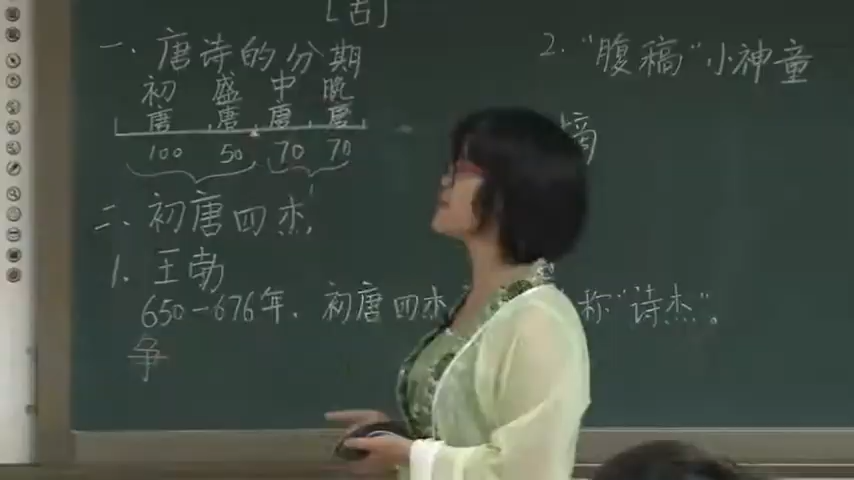 一、唐诗的分期
初唐 盛唐 中唐 晚唐
100 50 70 70
二、初唐四杰
1. 王勃
650-676年、初唐四杰 称"诗杰"。
争
2. "腹稿"小神童